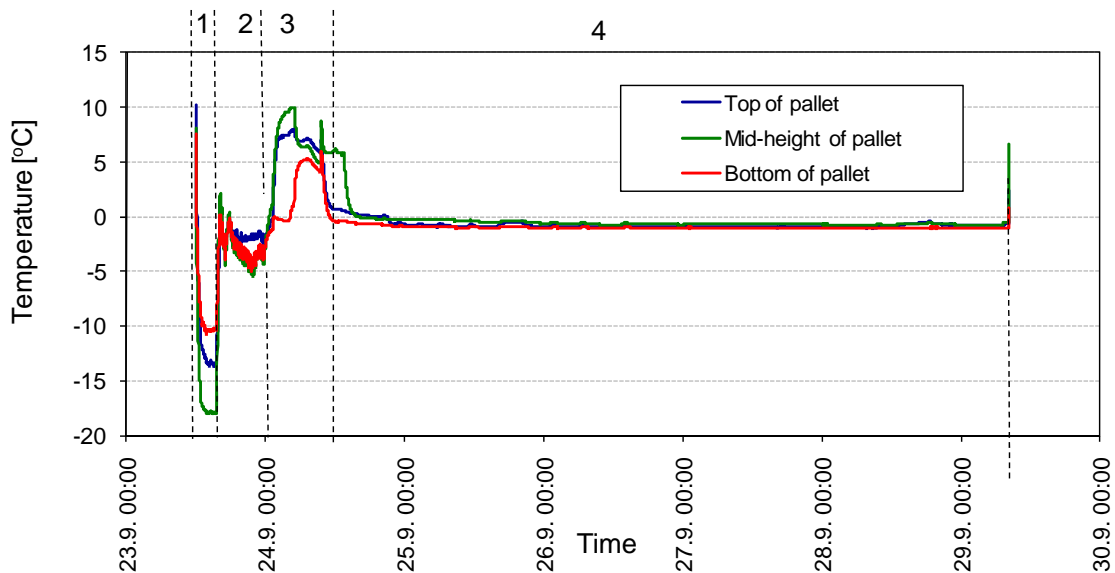 1 2 3 4
15
10
5
0
-5
-10
-15
-20
Temperature [ºC]
Top of pallet
Mid-height of pallet
Bottom of pallet
23.9. 00:00
24.9. 00:00
25.9. 00:00
26.9. 00:00
27.9. 00:00
28.9. 00:00
29.9. 00:00
30.9. 00:00
Time